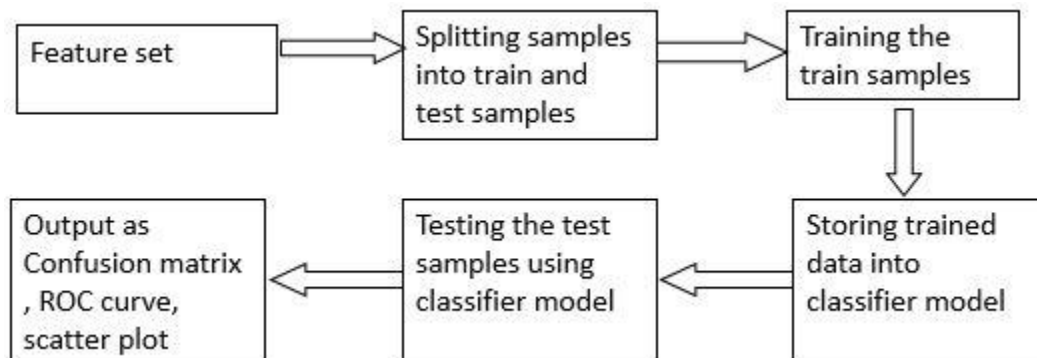 Feature set
Splitting samples
into train and
test samples
Training the
train samples
Storing trained
data into
classifier model
Testing the test
samples using
classifier model
Output as
Confusion matrix
, ROC curve,
scatter plot